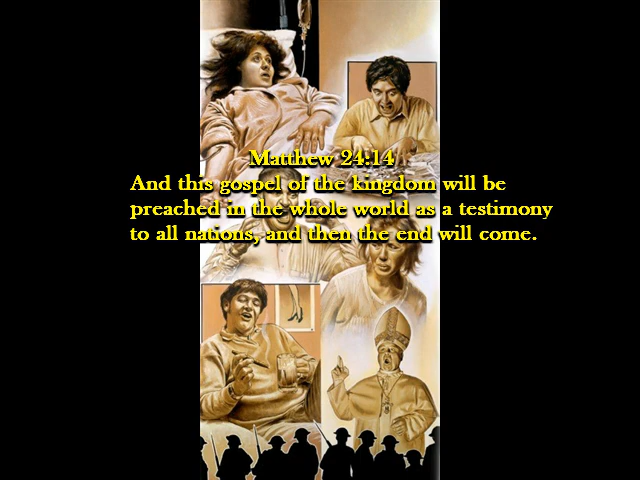 Matthew 24:14
And this gospel of the kingdom will be
preached in the whole world as a testimony
to all nations, and then the end will come.